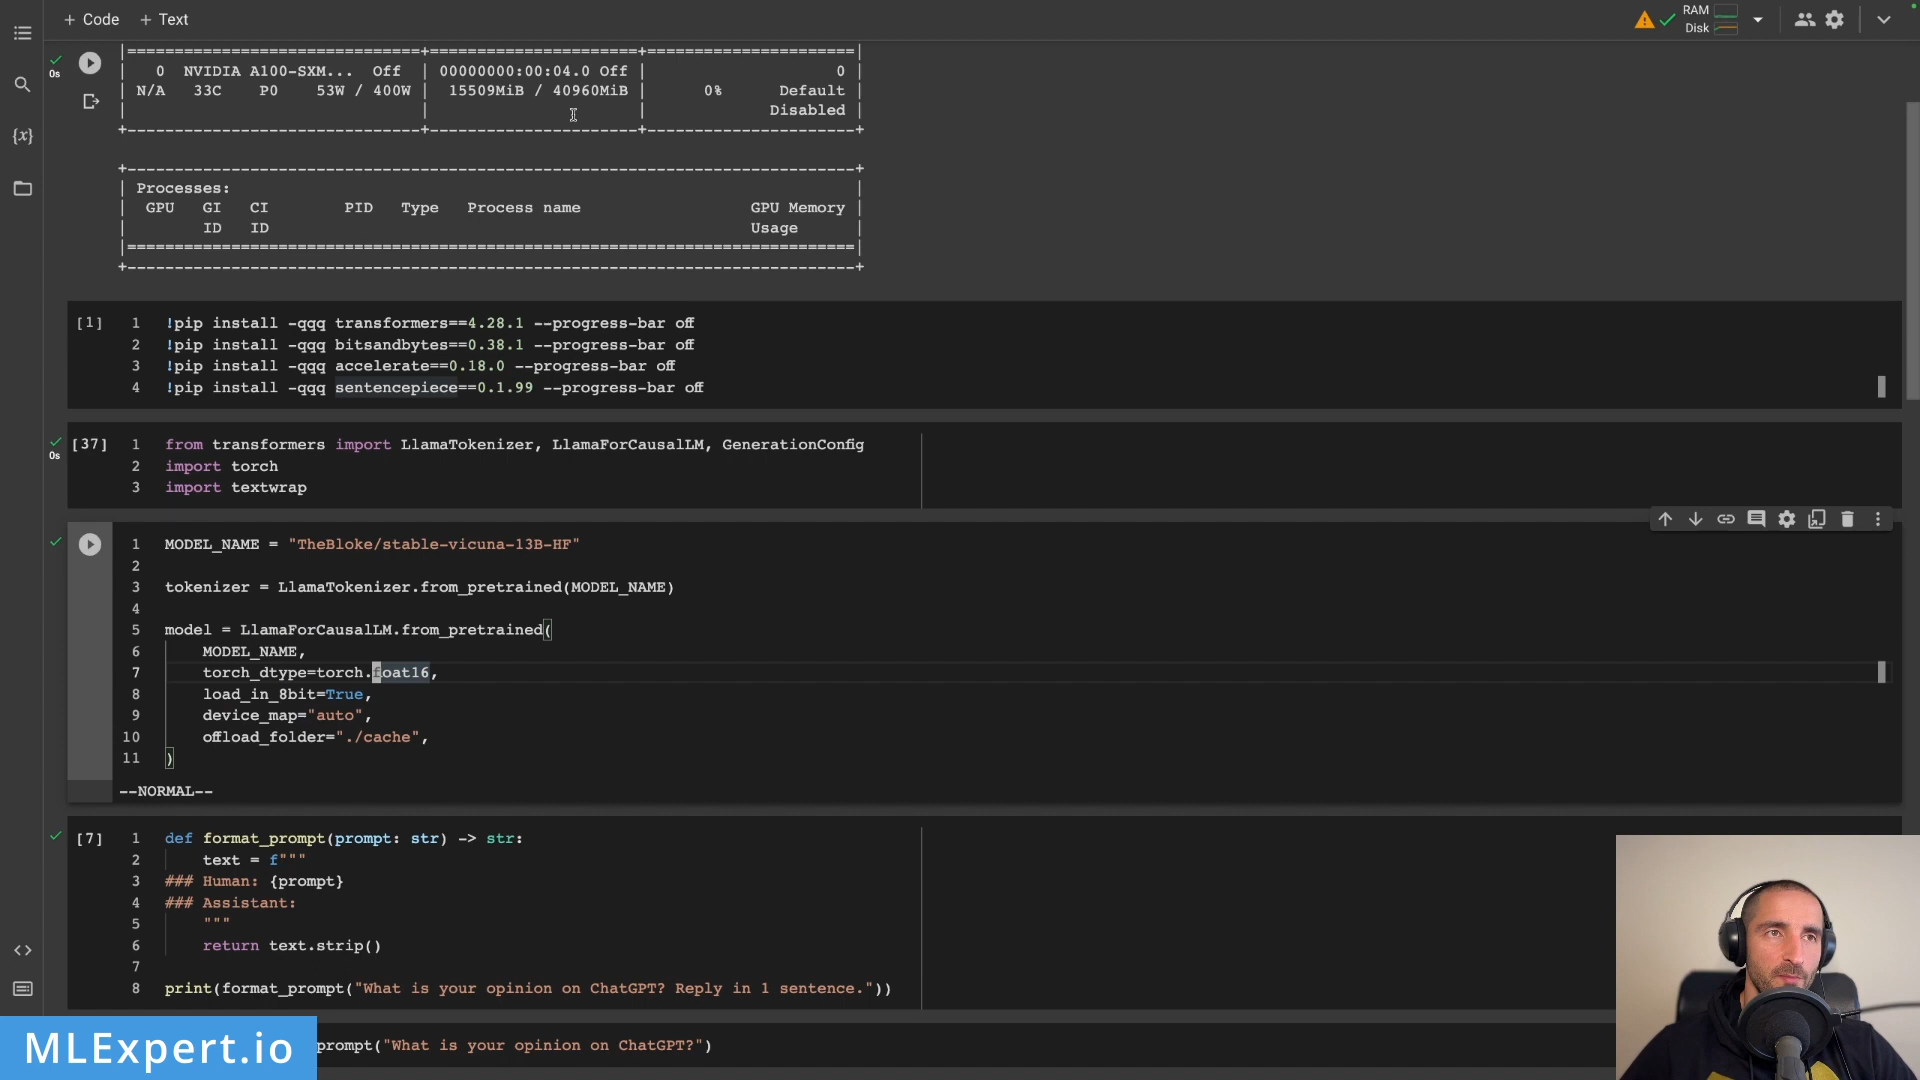 + Code + Text
RAM
Disk
0s
|===============================+======================+======================|
| 0 NVIDIA A100-SXM... Off | 00000000:00:04.0 Off | 0 |
| N/A 33C P0 53W / 400W | 15509MiB / 40960MiB | 0% Default |
| | | Disabled |
+-------------------------------+----------------------+----------------------+
+-----------------------------------------------------------------------------+
| Processes: |
| GPU GI CI PID Type Process name GPU Memory |
| ID ID Usage |
|=============================================================================|
+-----------------------------------------------------------------------------+
[1] 1 !pip install -qqq transformers==4.28.1 --progress-bar off
2 !pip install -qqq bitsandbytes==0.38.1 --progress-bar off
3 !pip install -qqq accelerate==0.18.0 --progress-bar off
4 !pip install -qqq sentencepiece==0.1.99 --progress-bar off
0s [37] 1 from transformers import LlamaTokenizer, LlamaForCausalLM, GenerationConfig
2 import torch
3 import textwrap
1 MODEL_NAME = "TheBloke/stable-vicuna-13B-HF"
2
3 tokenizer = LlamaTokenizer.from_pretrained(MODEL_NAME)
4
5 model = LlamaForCausalLM.from_pretrained(
6 MODEL_NAME,
7 torch_dtype=torch.float16,
8 load_in_8bit=True,
9 device_map="auto",
10 offload_folder="./cache",
11 )
--NORMAL--
[7] 1 def format_prompt(prompt: str) -> str:
2 text = f"""
3 ### Human: {prompt}
4 ### Assistant:
5 """
6 return text.strip()
7
8 print(format_prompt("What is your opinion on ChatGPT? Reply in 1 sentence."))
prompt("What is your opinion on ChatGPT?")
MLExpert.io